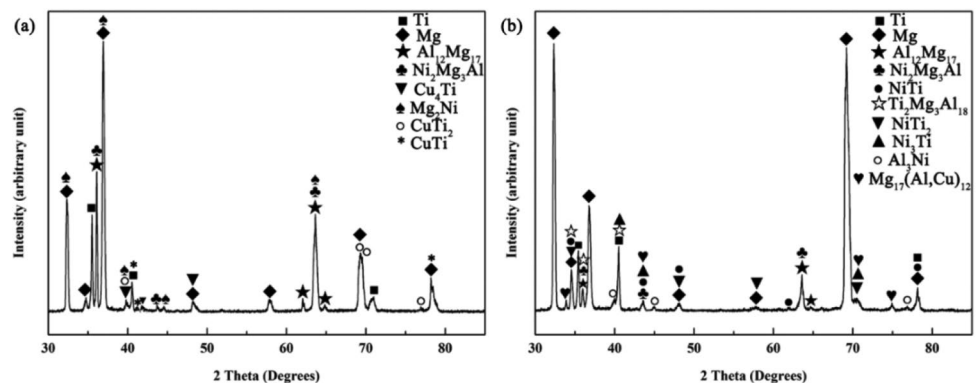 (a)
Ti
Mg
Al₁₂Mg₁₇
Ni₂Mg₃Al
Cu₄Ti
Mg₂Ni
CuTi₂
CuTi
Intensity (arbitrary unit)
30 40 50 60 70 80
2 Theta (Degrees)
(b)
Ti
Mg
Al₁₂Mg₁₇
Ni₂Mg₃Al
NiTi
Ti₂Mg₃Al₁₈
NiTi₂
Ni₃Ti
Al₃Ni
Mg₁₇(Al,Cu)₁₂
Intensity (arbitrary unit)
30 40 50 60 70 80
2 Theta (Degrees)